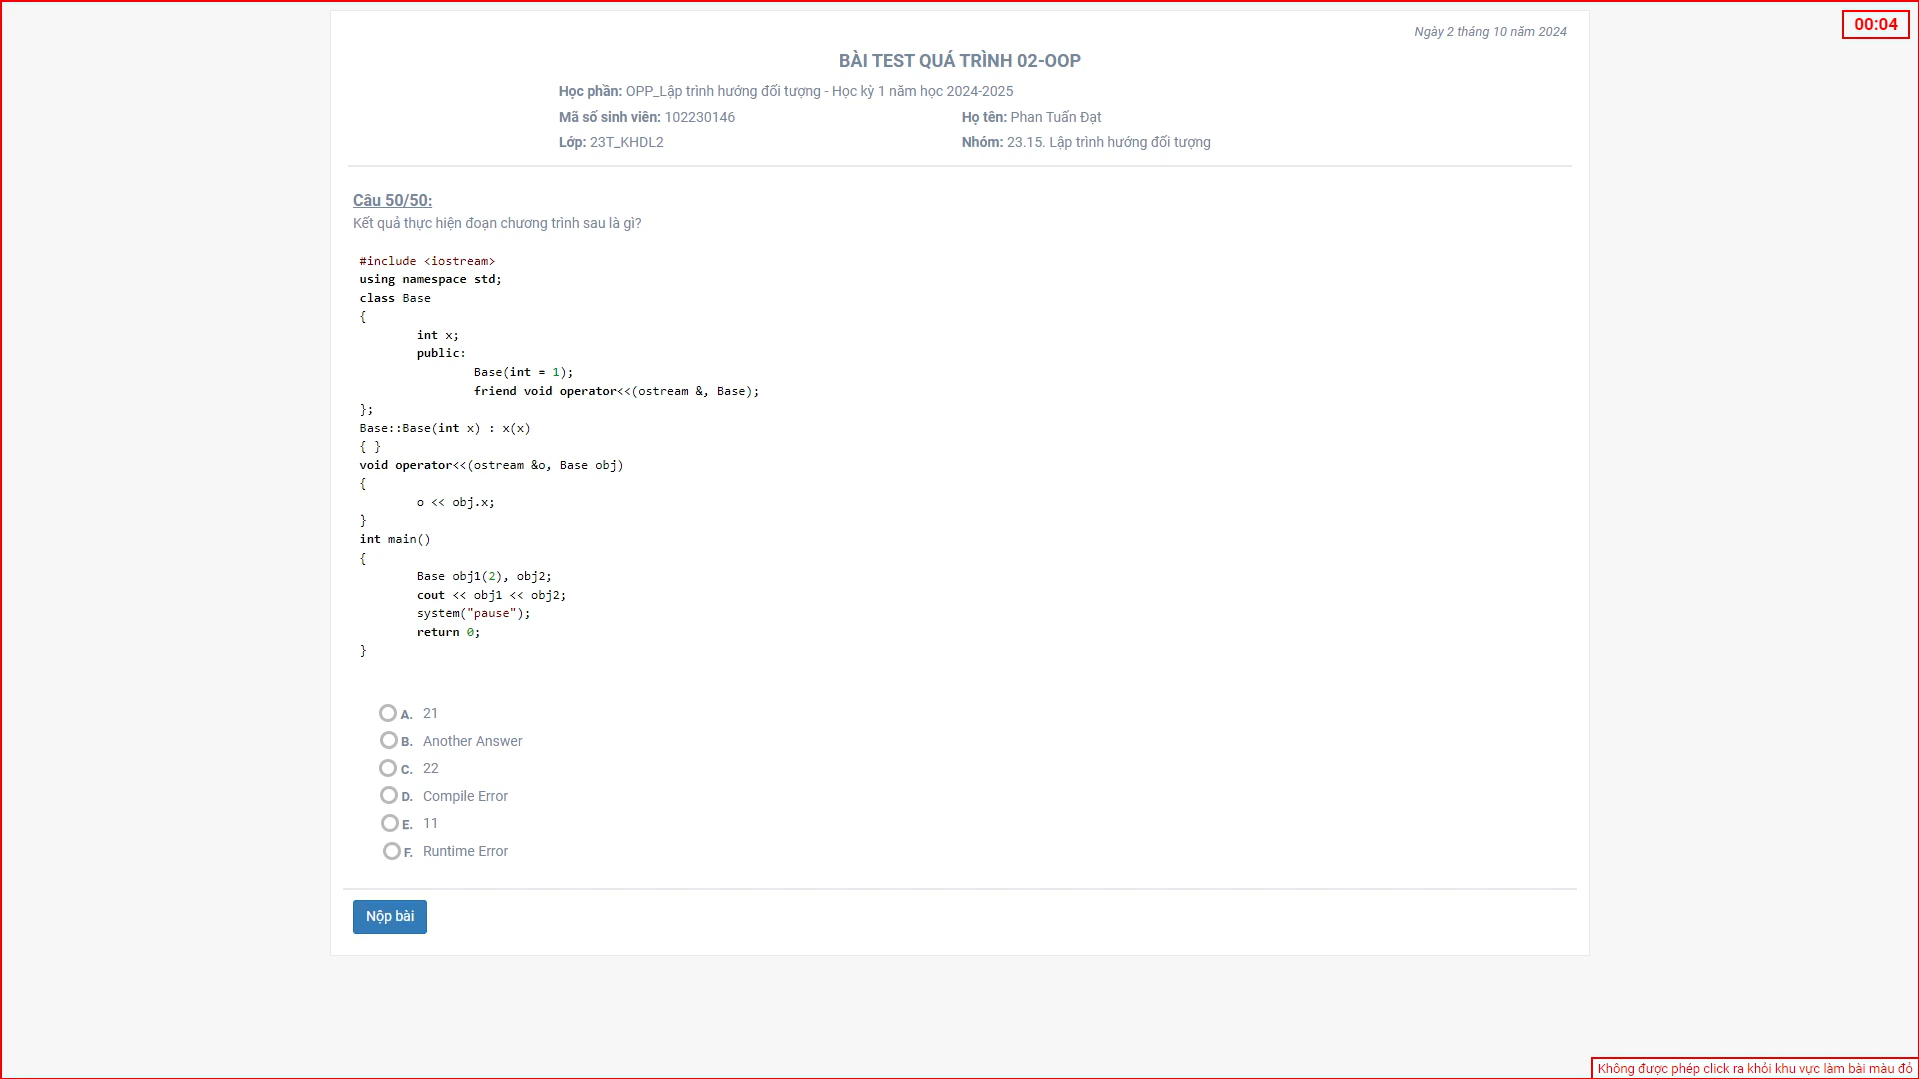 00:04
Ngày 2 tháng 10 năm 2024
BÀI TEST QUÁ TRÌNH 02-OOP
Học phần: OPP_Lập trình hướng đối tượng - Học kỳ 1 năm học 2024-2025
Mã số sinh viên: 102230146 Họ tên: Phan Tuấn Đạt
Lớp: 23T_KHDL2 Nhóm: 23.15. Lập trình hướng đối tượng
Câu 50/50:
Kết quả thực hiện đoạn chương trình sau là gì?
#include <iostream>
using namespace std;
class Base
{
int x;
public:
Base(int = 1);
friend void operator<<(ostream &, Base);
};
Base::Base(int x) : x(x)
{ }
void operator<<(ostream &o, Base obj)
{
o << obj.x;
}
int main()
{
Base obj1(2), obj2;
cout << obj1 << obj2;
system("pause");
return 0;
}
A. 21
B. Another Answer
C. 22
D. Compile Error
E. 11
F. Runtime Error
Nộp bài
Không được phép click ra khỏi khu vực làm bài màu đỏ